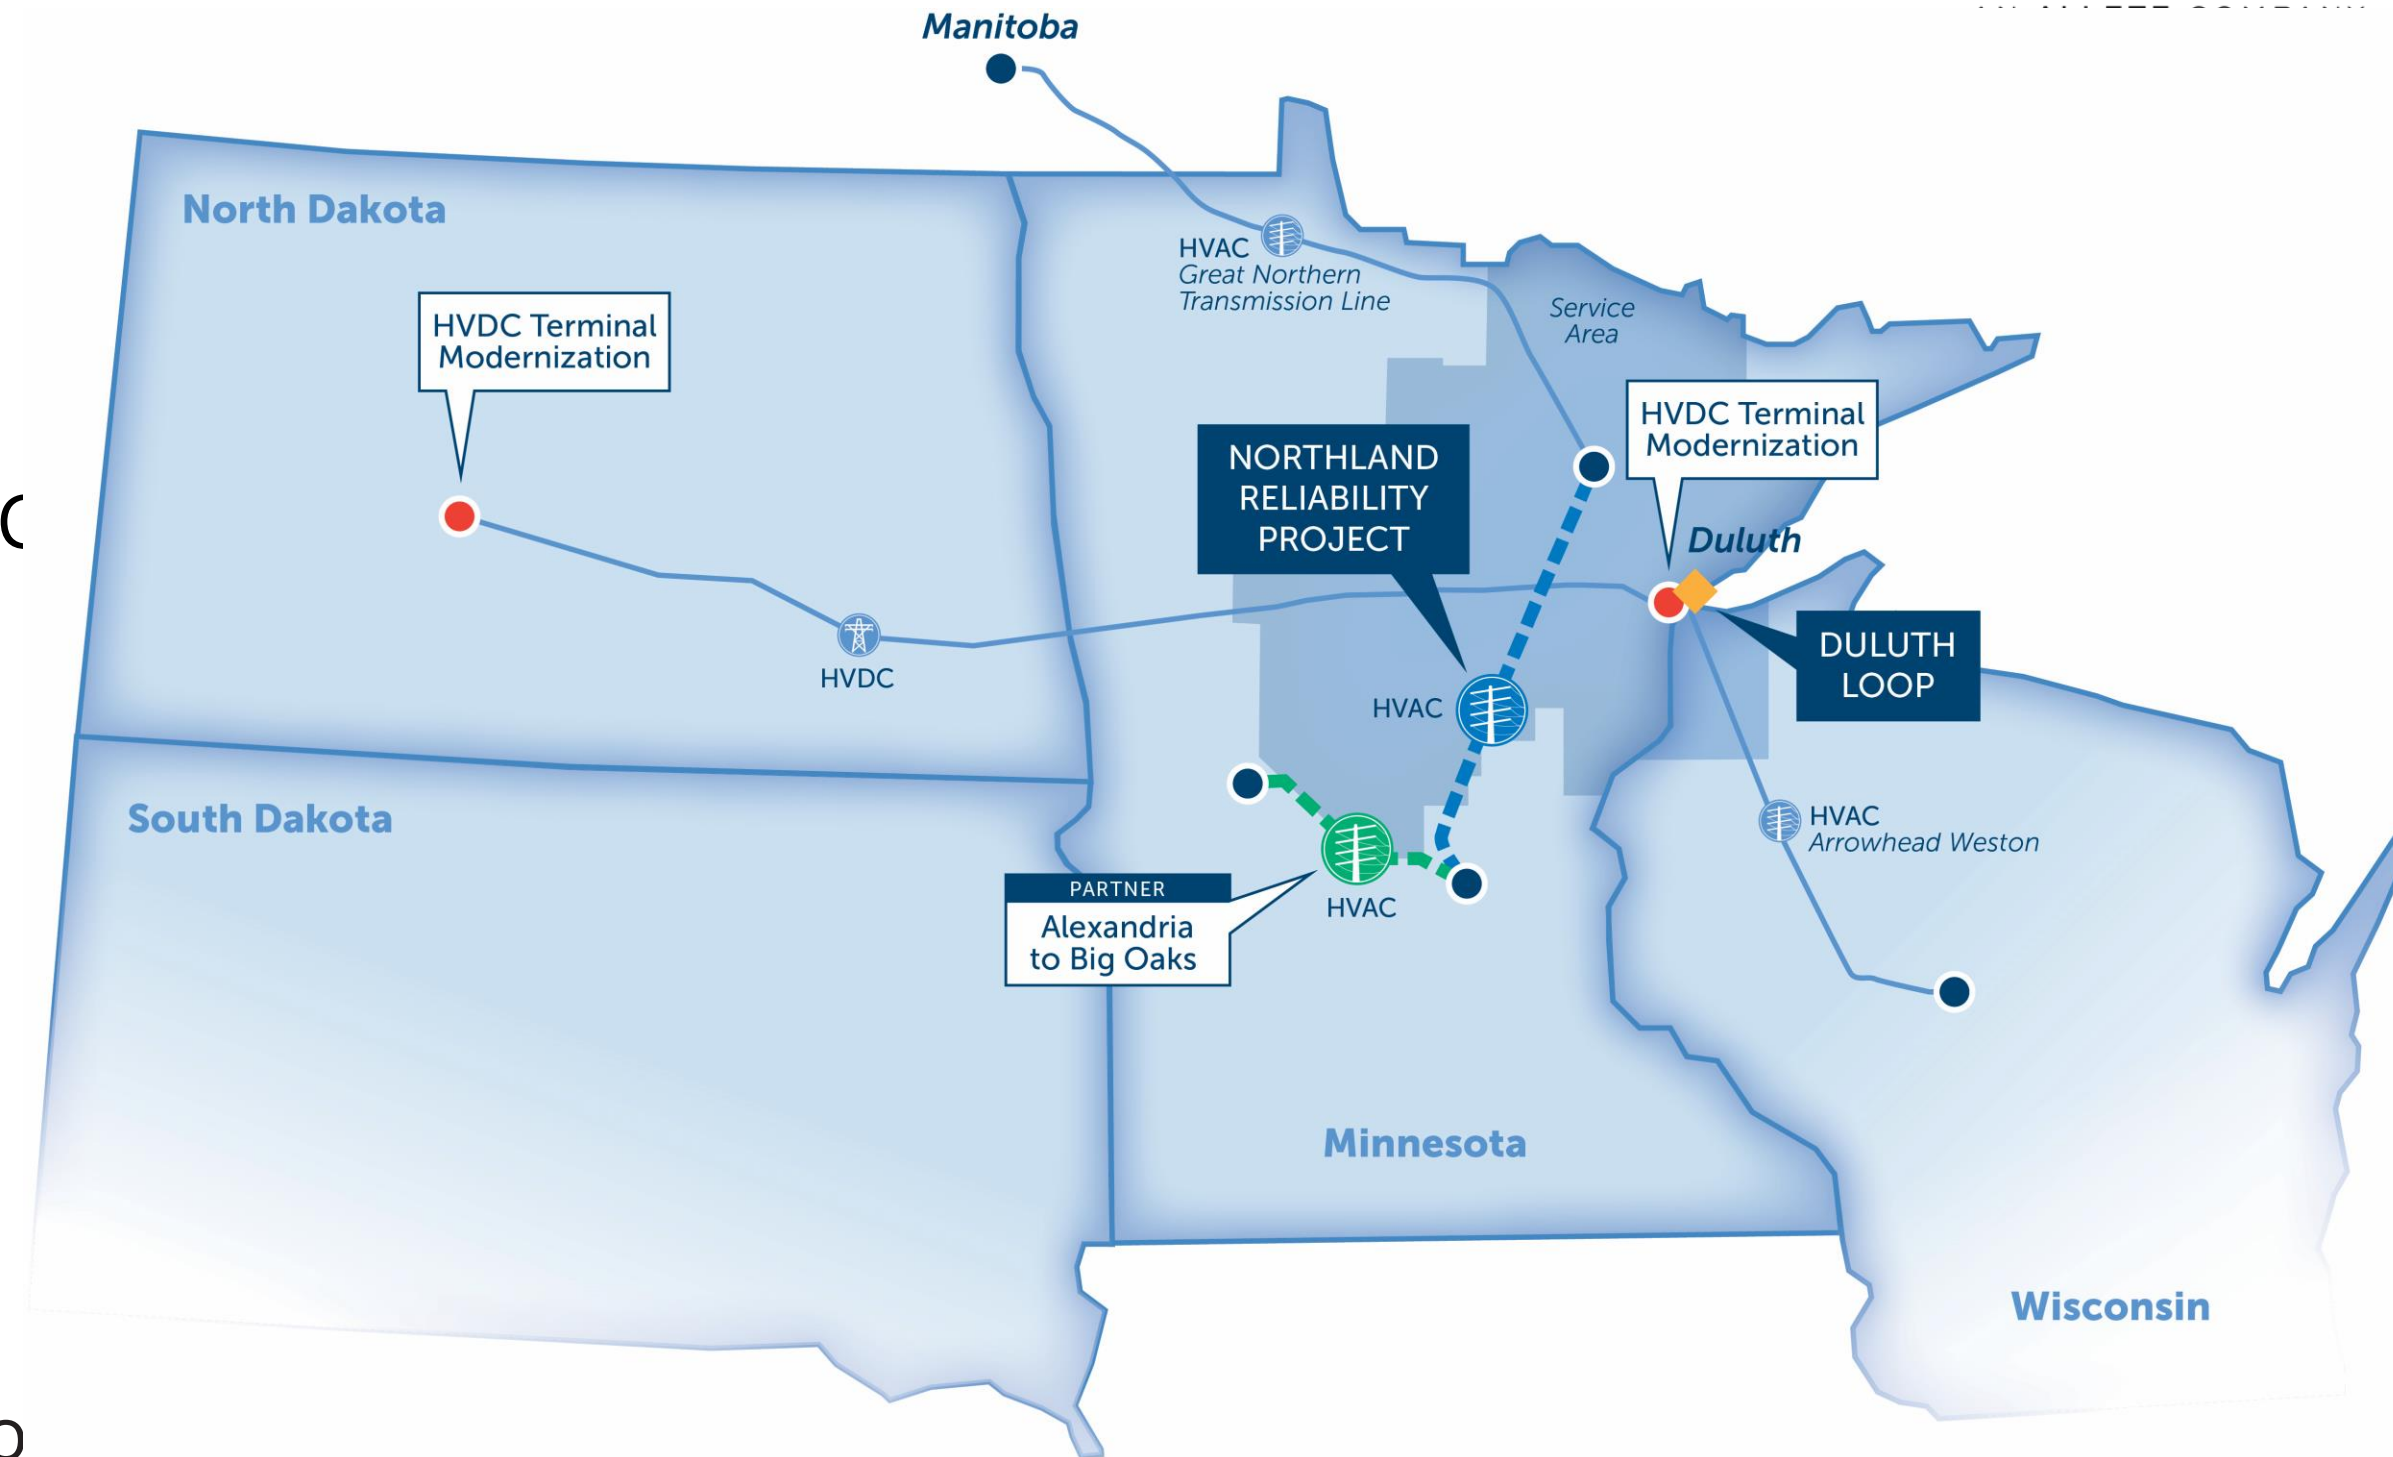 Manitoba
North Dakota
HVAC
Great Northern
Transmission Line
Service
Area
HVDC Terminal
Modernization
HVDC Terminal
Modernization
NORTHLAND
RELIABILITY
PROJECT
Duluth
DULUTH
LOOP
HVDC
HVAC
South Dakota
HVAC
Arrowhead Weston
PARTNER
Alexandria
to Big Oaks
HVAC
Minnesota
Wisconsin